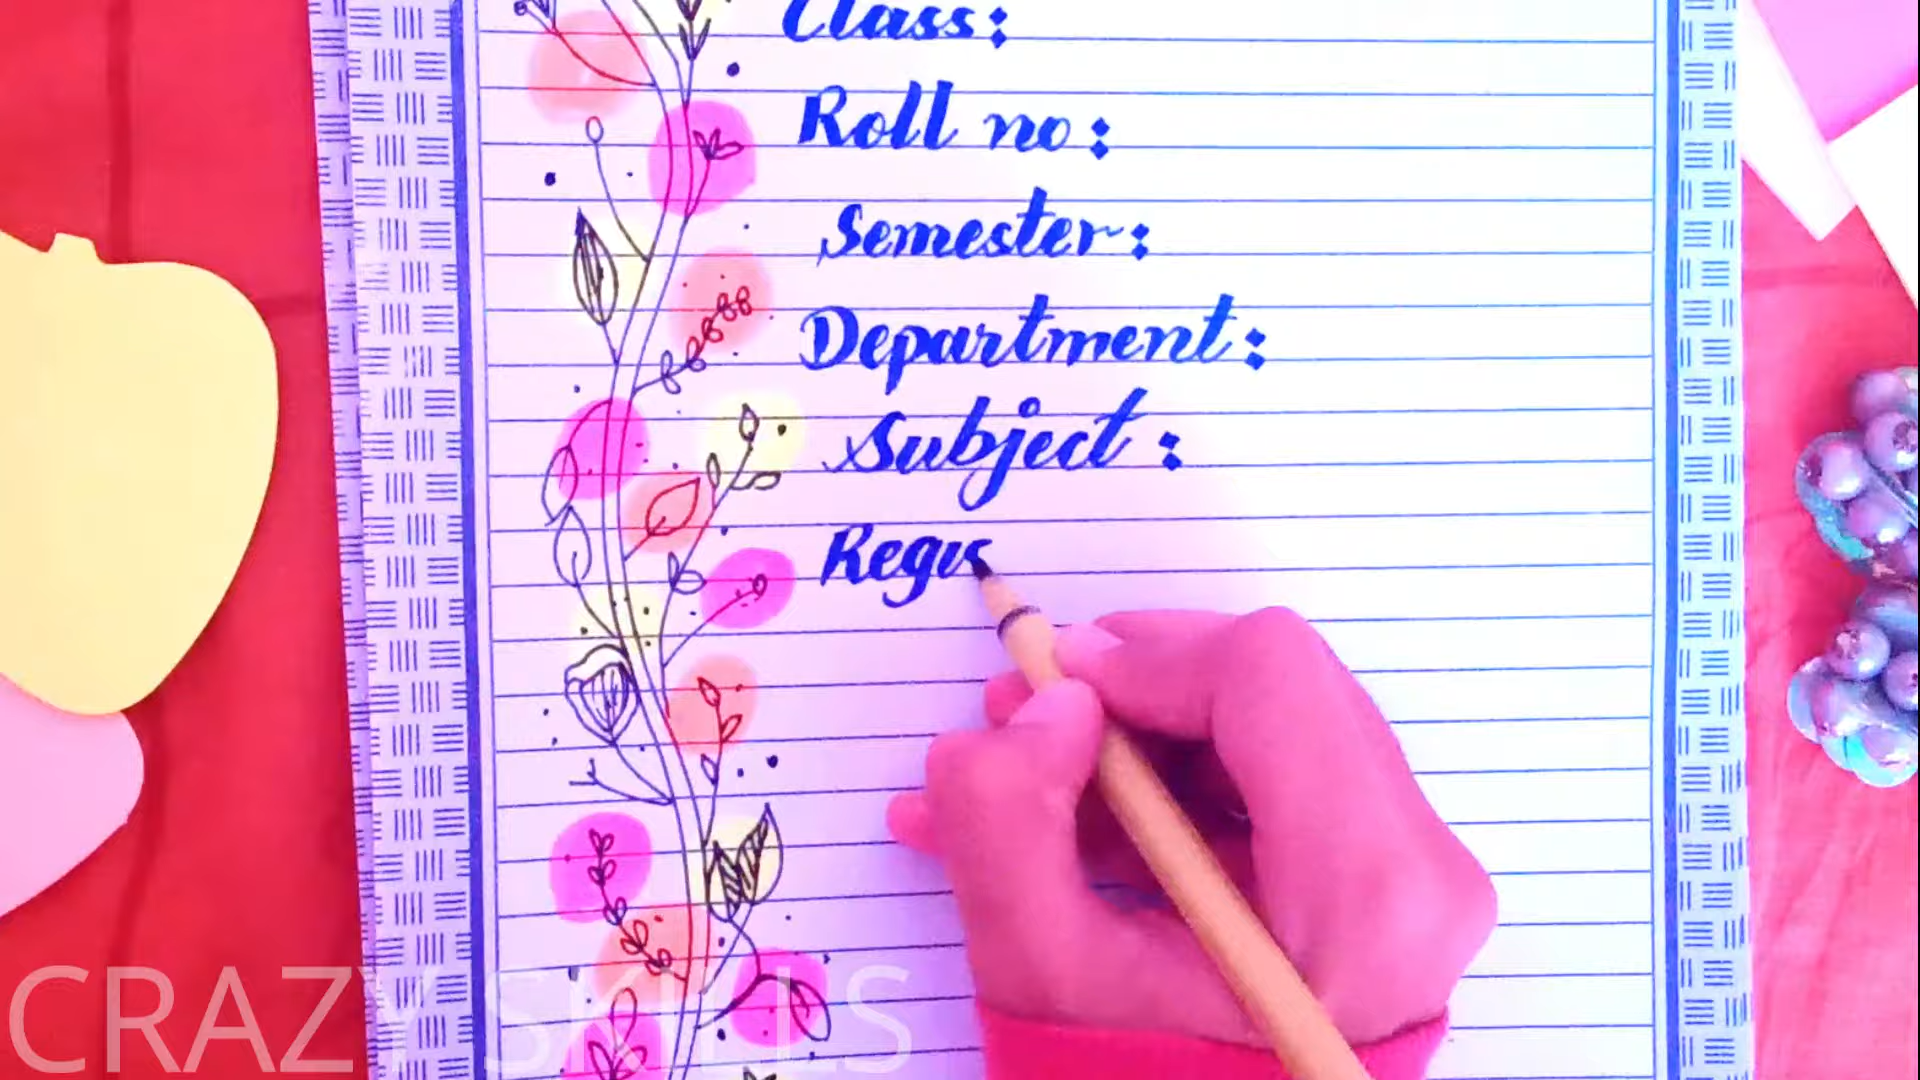 Class:
Roll no:
Semester:
Department:
Subject:
Regis
CRAZY SKILLS